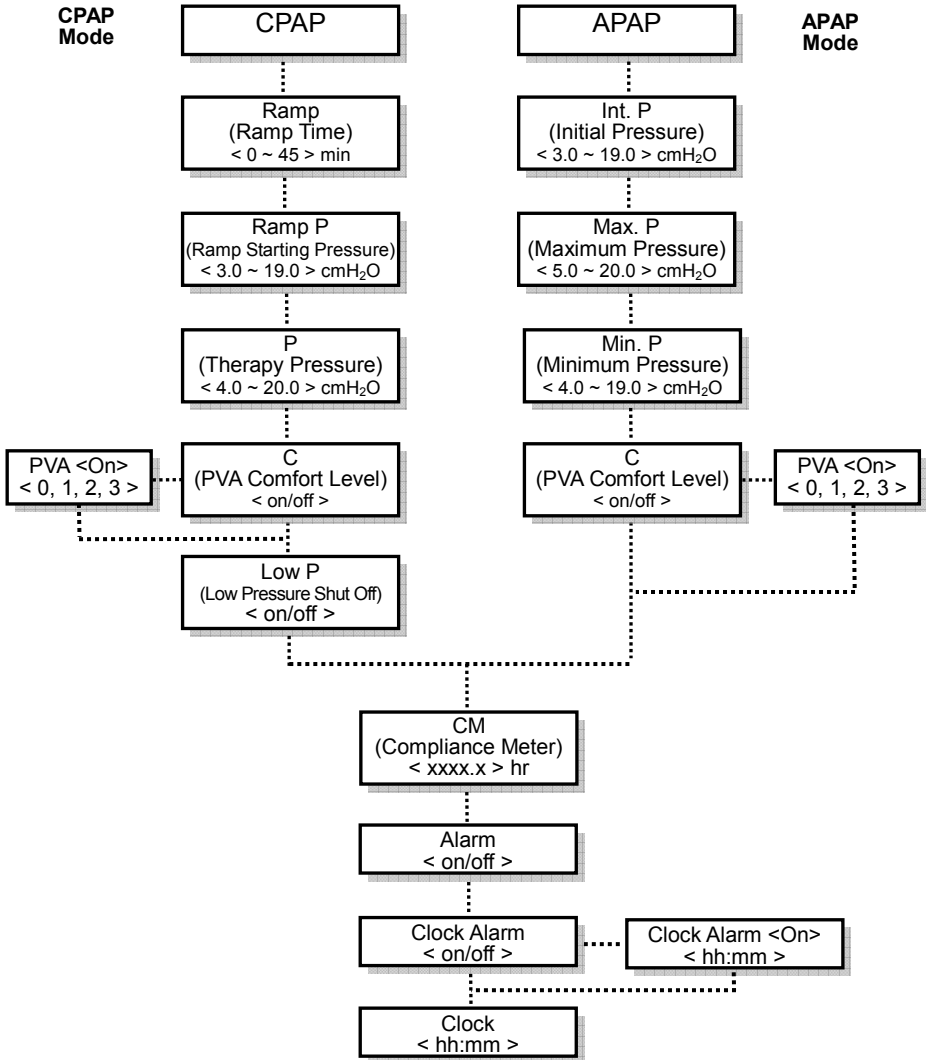 CPAP
Mode
CPAP
Ramp
(Ramp Time)
< 0 ~ 45 > min
Ramp P
(Ramp Starting Pressure)
< 3.0 ~ 19.0 > cmH₂O
P
(Therapy Pressure)
< 4.0 ~ 20.0 > cmH₂O
PVA <On>
< 0, 1, 2, 3 >
C
(PVA Comfort Level)
< on/off >
Low P
(Low Pressure Shut Off)
< on/off >
APAP
Mode
APAP
Int. P
(Initial Pressure)
< 3.0 ~ 19.0 > cmH₂O
Max. P
(Maximum Pressure)
< 5.0 ~ 20.0 > cmH₂O
Min. P
(Minimum Pressure)
< 4.0 ~ 19.0 > cmH₂O
C
(PVA Comfort Level)
< on/off >
PVA <On>
< 0, 1, 2, 3 >
CM
(Compliance Meter)
< xxxx.x > hr
Alarm
< on/off >
Clock Alarm
< on/off >
Clock Alarm <On>
< hh:mm >
Clock
< hh:mm >